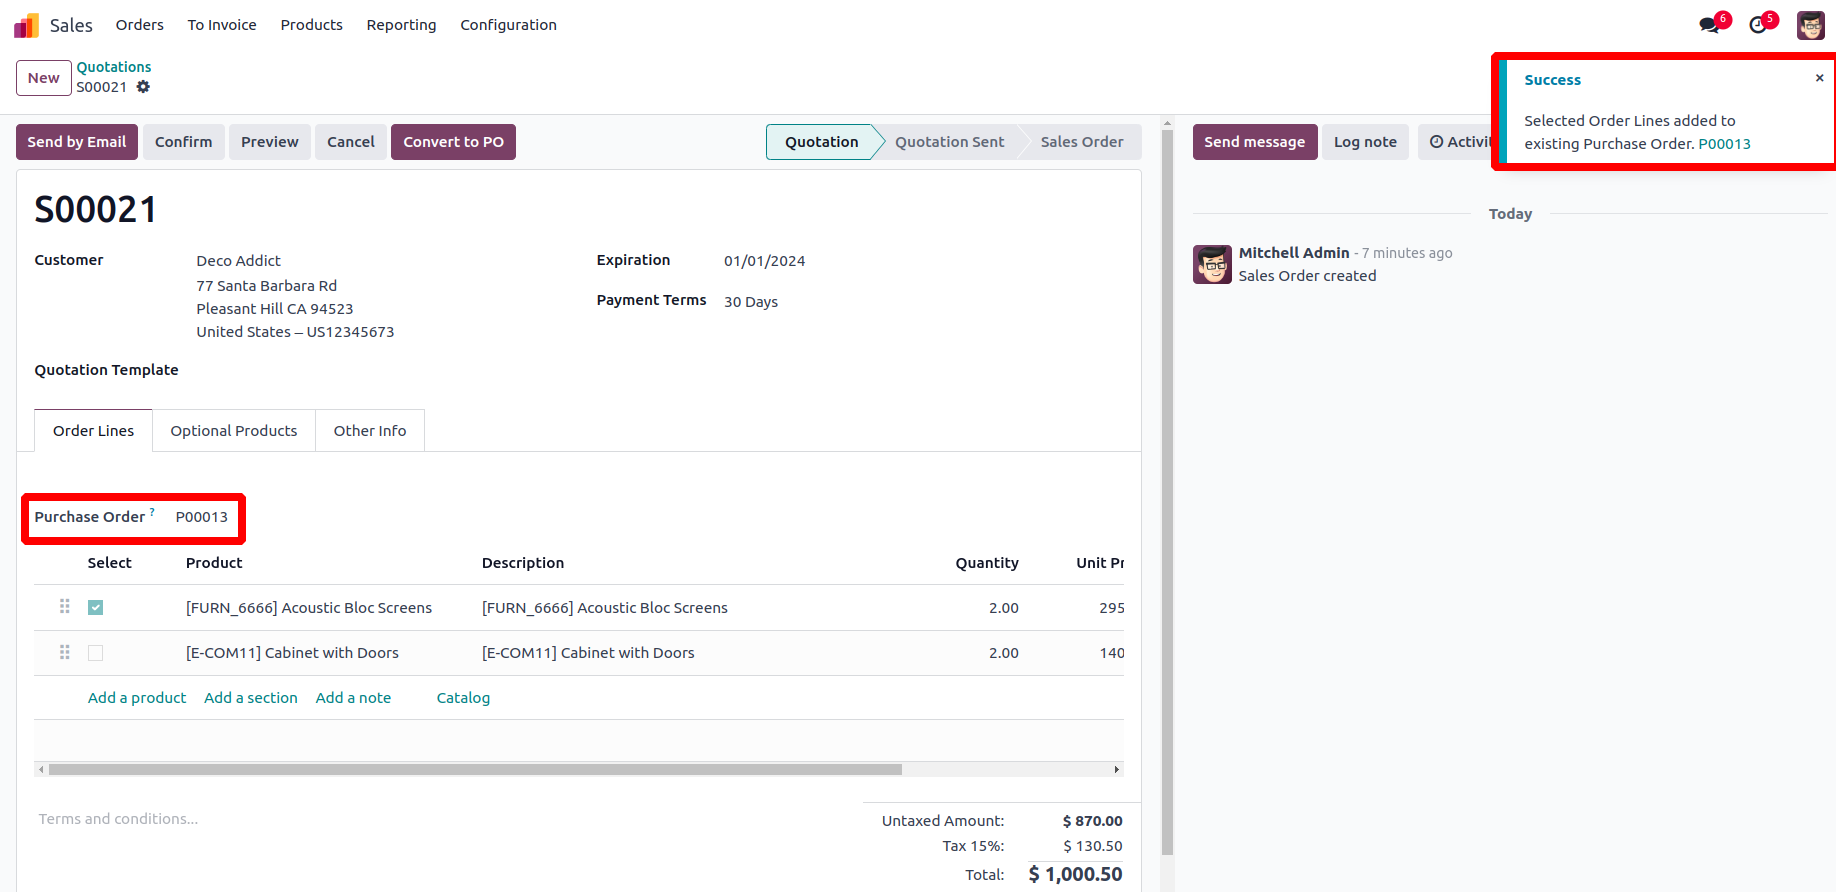 Sales Orders To Invoice Products Reporting Configuration 6 5
New Quotations
S00021
Success ×
Selected Order Lines added to
existing Purchase Order. P00013
Send by Email Confirm Preview Cancel Convert to PO Quotation Quotation Sent Sales Order
Send message Log note
S00021
Customer Deco Addict
77 Santa Barbara Rd
Pleasant Hill CA 94523
United States – US12345673
Expiration 01/01/2024
Payment Terms 30 Days
Quotation Template
Order Lines Optional Products Other Info
Purchase Order ? P00013
Select Product Description Quantity Unit
[FURN_6666] Acoustic Bloc Screens [FURN_6666] Acoustic Bloc Screens 2.00 295
[E-COM11] Cabinet with Doors [E-COM11] Cabinet with Doors 2.00 140
Add a product Add a section Add a note Catalog
Terms and conditions...
Untaxed Amount: $ 870.00
Tax 15%: $ 130.50
Total: $ 1,000.50
Today
Mitchell Admin - 7 minutes ago
Sales Order created